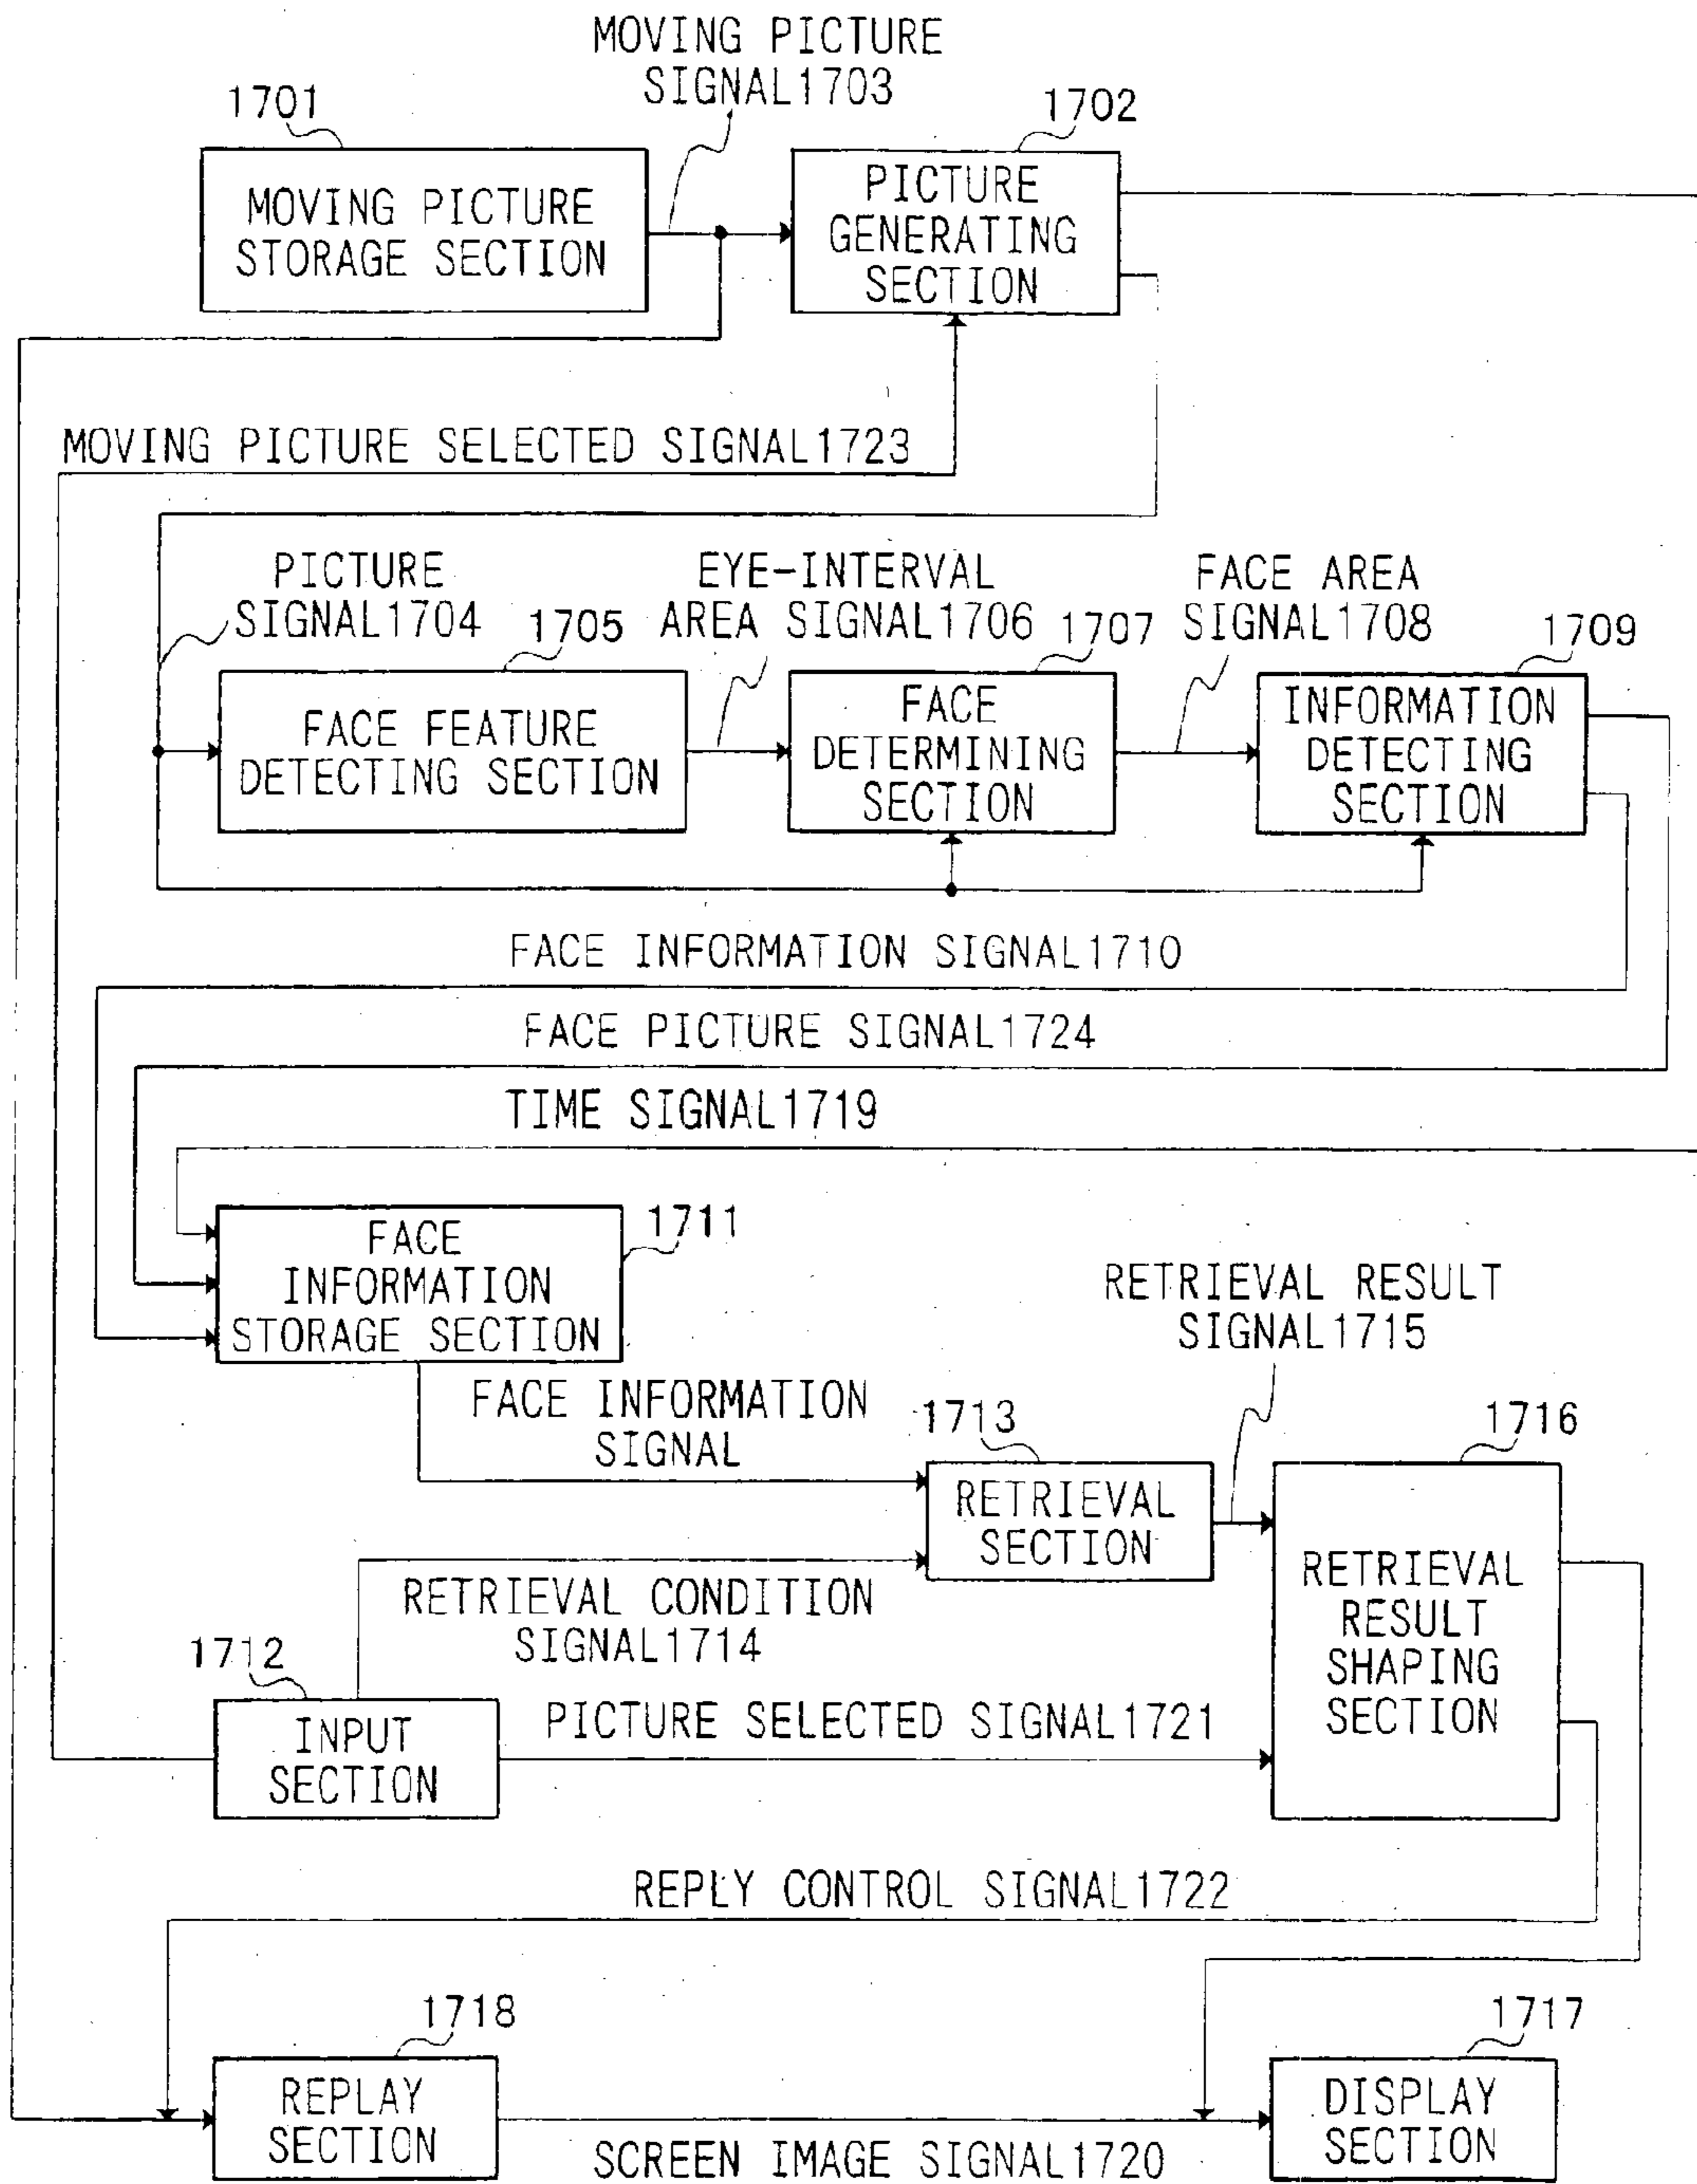 MOVING PICTURE
SIGNAL1703
1701
1702
MOVING PICTURE
STORAGE SECTION
PICTURE
GENERATING
SECTION
MOVING PICTURE SELECTED SIGNAL1723
PICTURE
SIGNAL1704
1705
EYE-INTERVAL
AREA SIGNAL1706
1707
FACE AREA
SIGNAL1708
1709
FACE FEATURE
DETECTING SECTION
FACE
DETERMINING
SECTION
INFORMATION
DETECTING
SECTION
FACE INFORMATION SIGNAL1710
FACE PICTURE SIGNAL1724
TIME SIGNAL1719
1711
FACE
INFORMATION
STORAGE SECTION
RETRIEVAL RESULT
SIGNAL1715
FACE INFORMATION
SIGNAL
1713
1716
RETRIEVAL
SECTION
RETRIEVAL
RESULT
SHAPING
SECTION
RETRIEVAL CONDITION
SIGNAL1714
1712
INPUT
SECTION
PICTURE SELECTED SIGNAL1721
REPLY CONTROL SIGNAL1722
1718
1717
REPLAY
SECTION
DISPLAY
SECTION
SCREEN IMAGE SIGNAL1720